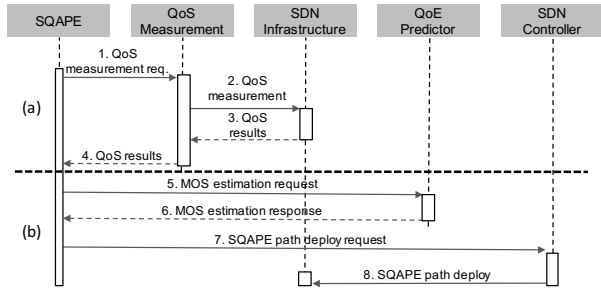 SQAPE
QoS
Measurement
SDN
Infrastructure
QoE
Predictor
SDN
Controller
1. QoS
measurement req.
2. QoS
measurement
(a)
3. QoS
results
4. QoS results
5. MOS estimation request
6. MOS estimation response
(b)
7. SQAPE path deploy request
8. SQAPE path deploy